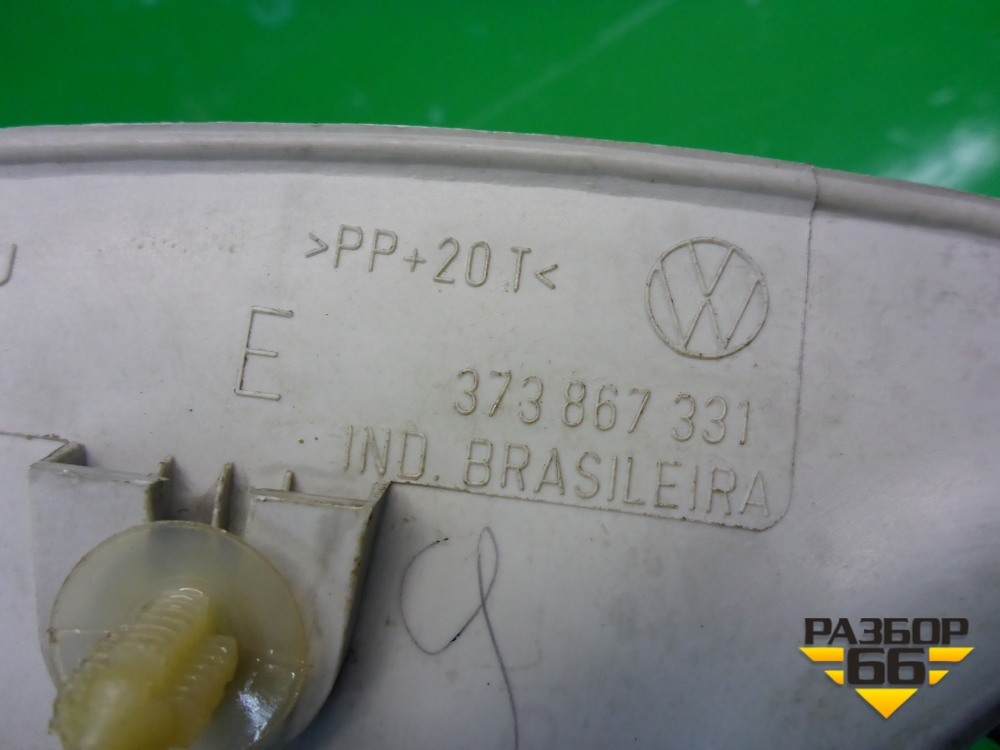 >PP+20T<
E
373 867 331
IND. BRASILEIRA
РАЗБОР
66